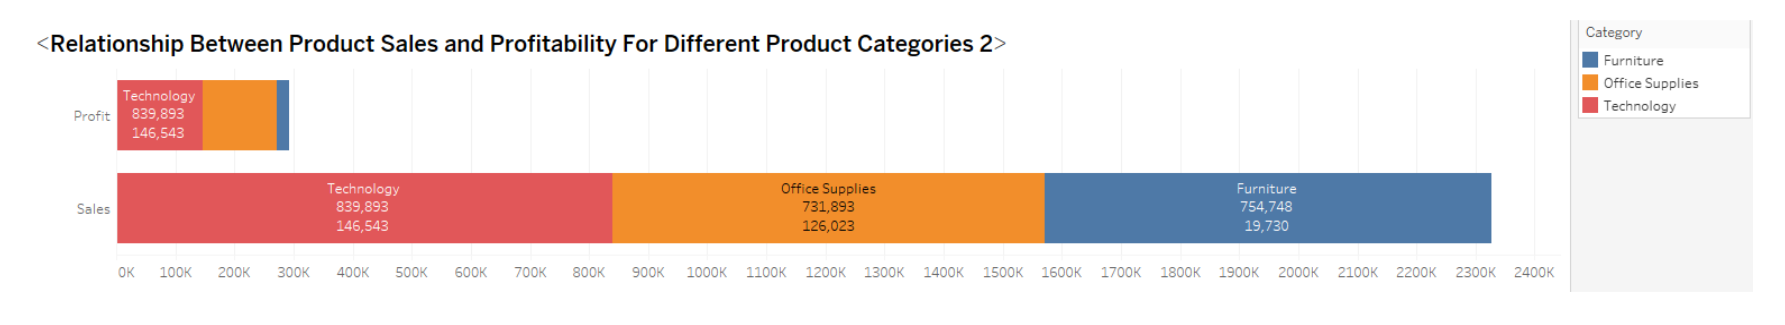 <Relationship Between Product Sales and Profitability For Different Product Categories 2>
Category
Furniture
Office Supplies
Technology
Profit
Technology
839,893
146,543
Sales
Technology
839,893
146,543
Office Supplies
731,893
126,023
Furniture
754,748
19,730
0K 100K 200K 300K 400K 500K 600K 700K 800K 900K 1000K 1100K 1200K 1300K 1400K 1500K 1600K 1700K 1800K 1900K 2000K 2100K 2200K 2300K 2400K